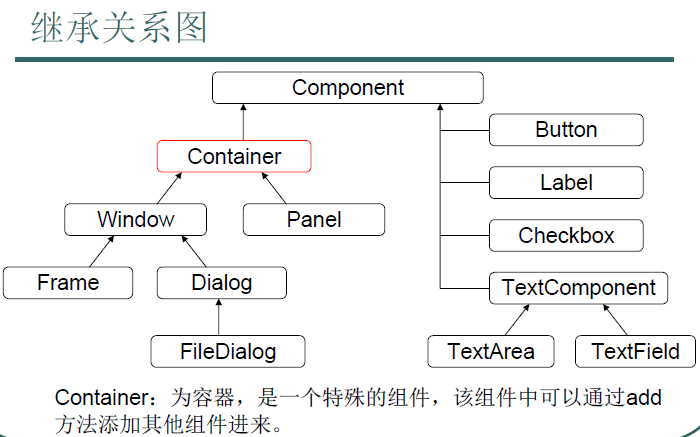 继承关系图
Component
Button
Container
Label
Window
Panel
Checkbox
Frame
Dialog
TextComponent
FileDialog
TextArea
TextField
Container：为容器，是一个特殊的组件，该组件中可以通过add
方法添加其他组件进来。